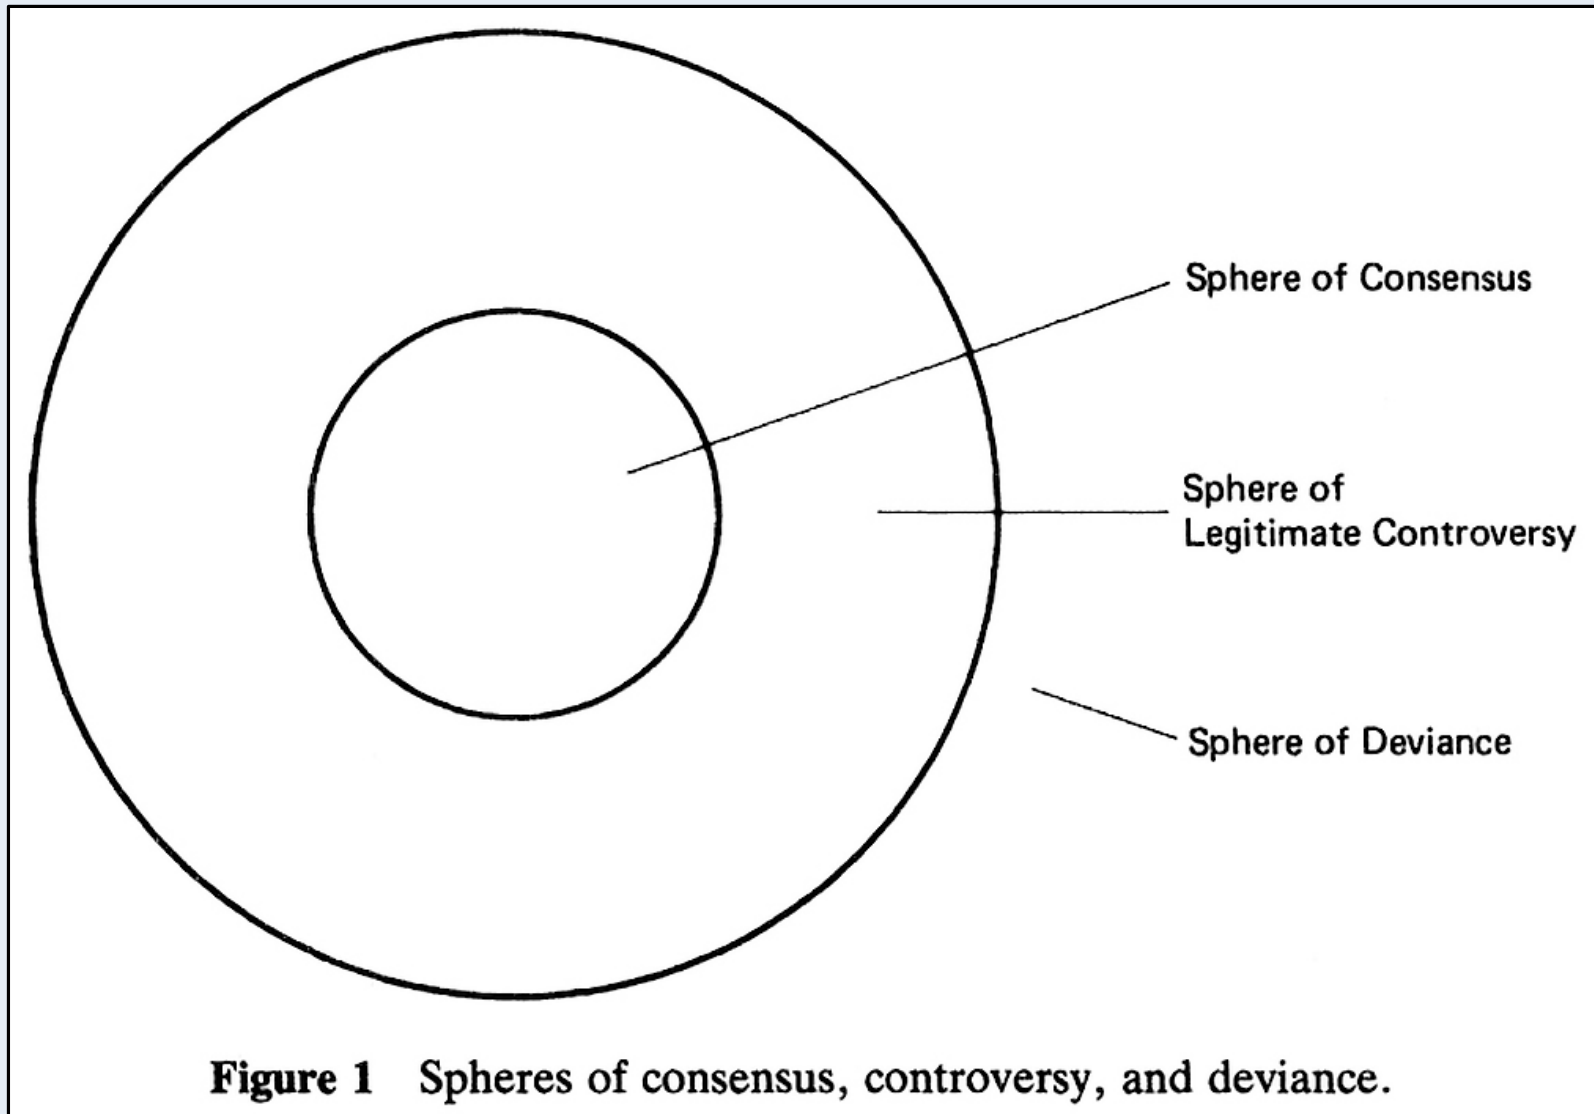 Sphere of Consensus
Sphere of
Legitimate Controversy
Sphere of Deviance
Figure 1 Spheres of consensus, controversy, and deviance.